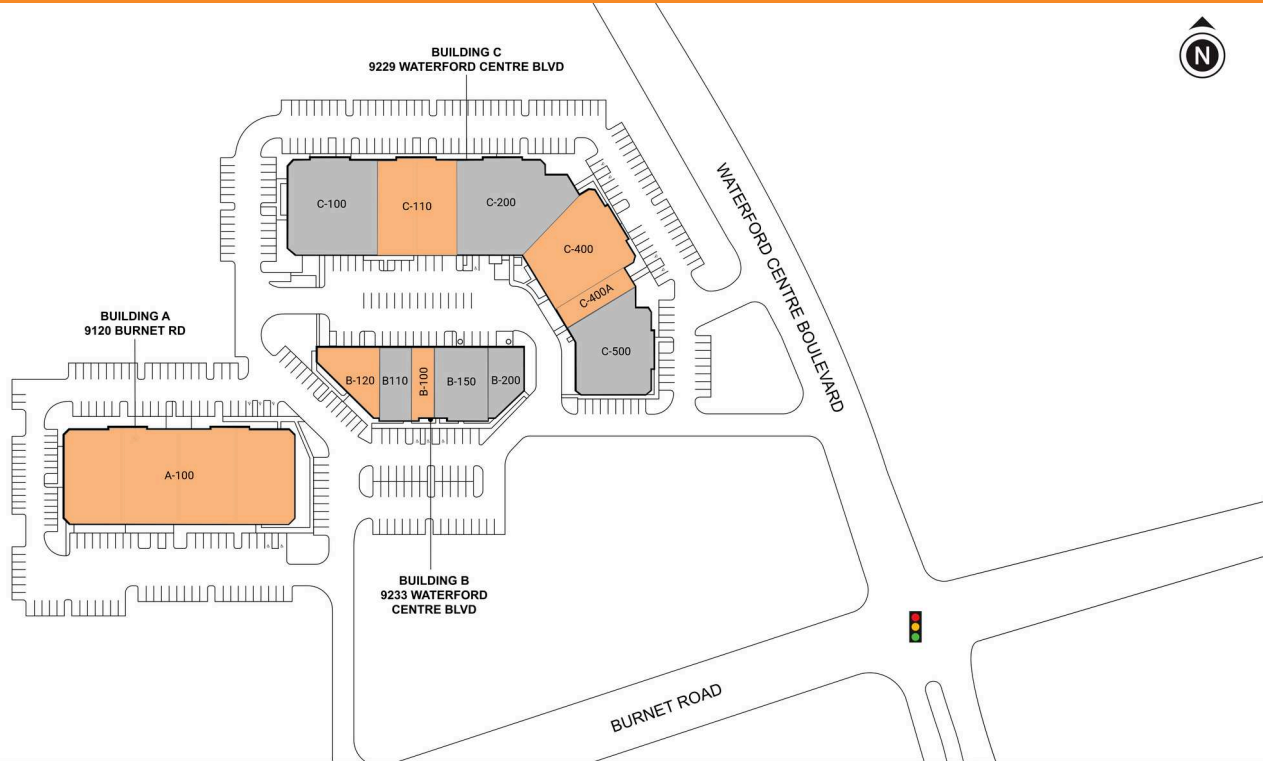 N
BUILDING C
9229 WATERFORD CENTRE BLVD
WATERFORD CENTRE BOULEVARD
C-100
C-110
C-200
C-400
C-400A
C-500
BUILDING A
9120 BURNET RD
B-120
B110
B-100
B-150
B-200
A-100
BUILDING B
9233 WATERFORD
CENTRE BLVD
BURNET ROAD